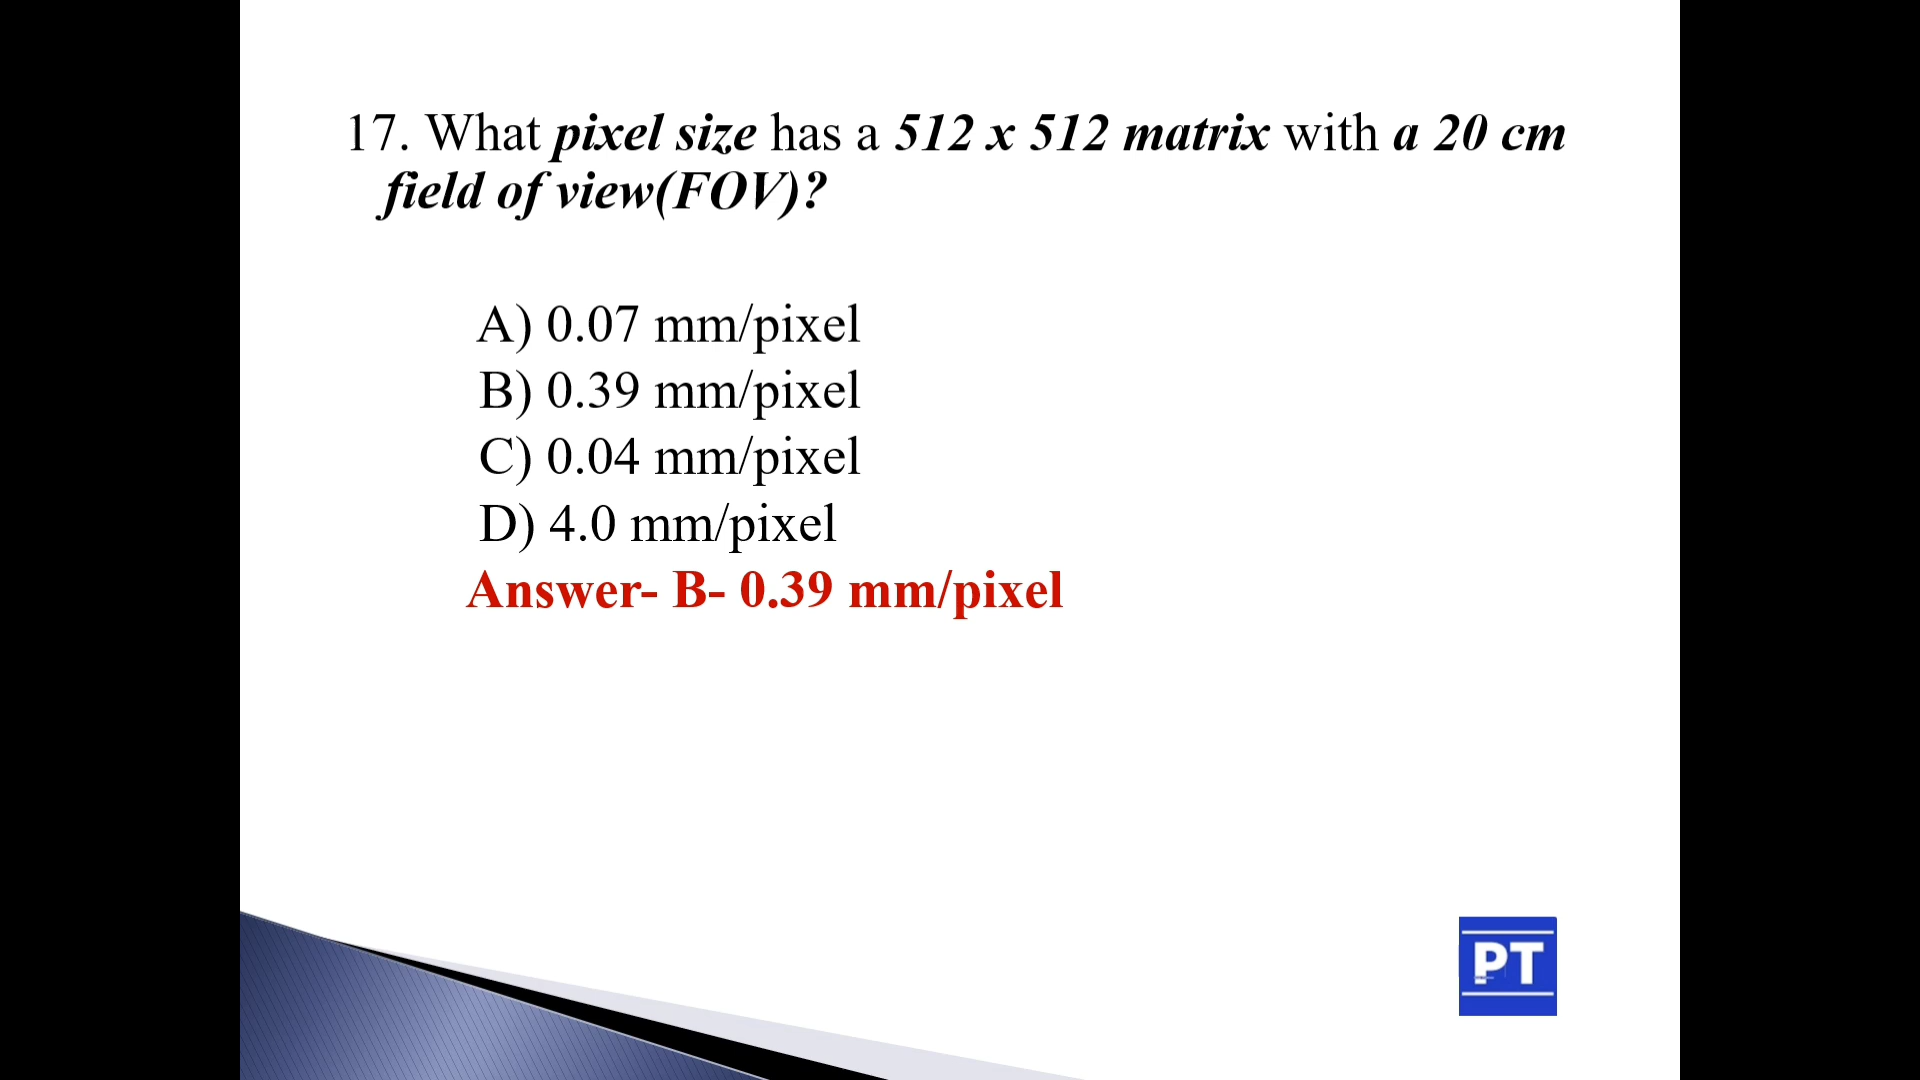 17. What pixel size has a 512 x 512 matrix with a 20 cm
field of view(FOV)?
A) 0.07 mm/pixel
B) 0.39 mm/pixel
C) 0.04 mm/pixel
D) 4.0 mm/pixel
Answer- B- 0.39 mm/pixel
PT